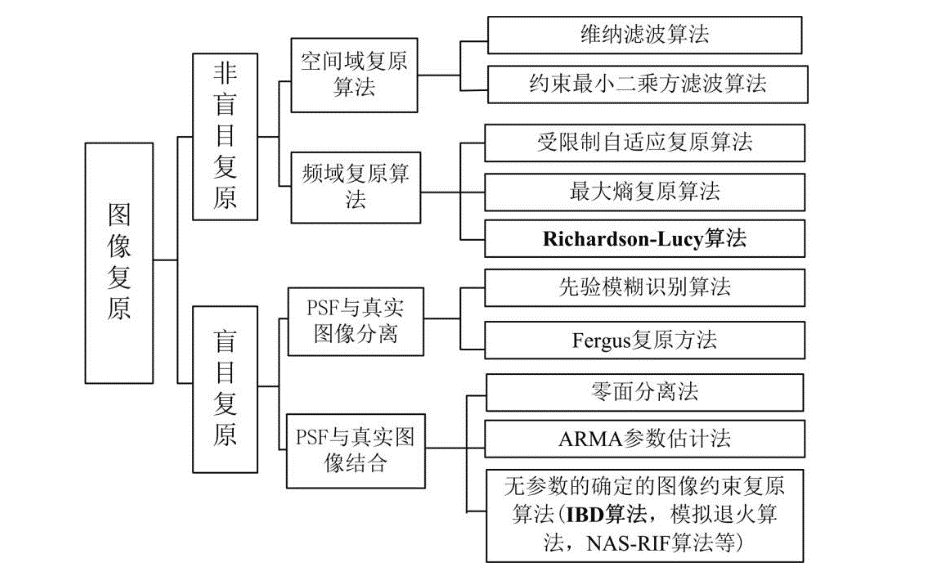 图像复原
非盲目复原
空间域复原
算法
维纳滤波算法
约束最小二乘方滤波算法
频域复原算
法
受限制自适应复原算法
最大熵复原算法
Richardson-Lucy算法
盲目复原
PSF与真实
图像分离
先验模糊识别算法
Fergus复原方法
PSF与真实图
像结合
零面分离法
ARMA参数估计法
无参数的确定的图像约束复原
算法(IBD算法，模拟退火算
法，NAS-RIF算法等)